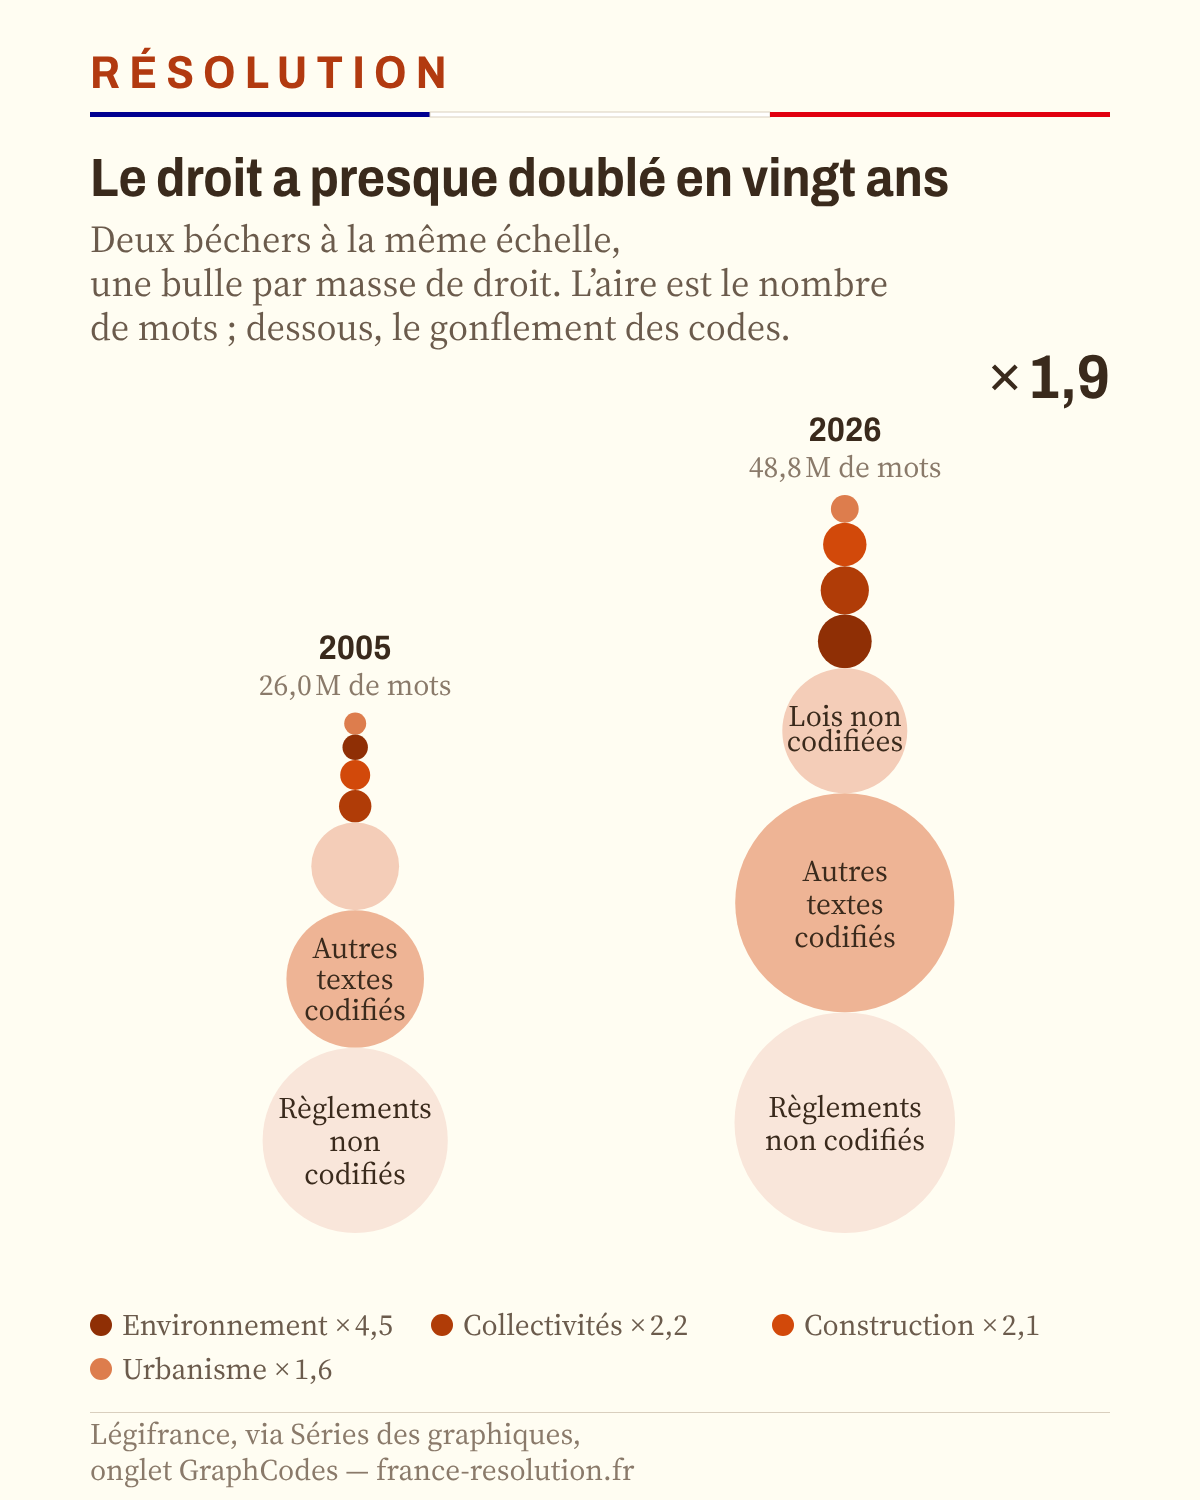 RÉSOLUTION
Le droit a presque doublé en vingt ans
Deux béchers à la même échelle,
une bulle par masse de droit. L’aire est le nombre
de mots ; dessous, le gonflement des codes.
× 1,9
2026
48,8 M de mots
2005
26,0 M de mots
Lois non
codifiées
Autres
textes
codifiés
Autres
textes
codifiés
Règlements
non
codifiés
Règlements
non codifiés
Environnement × 4,5
Collectivités × 2,2
Construction × 2,1
Urbanisme × 1,6
Légifrance, via Séries des graphiques,
onglet GraphCodes — france-resolution.fr